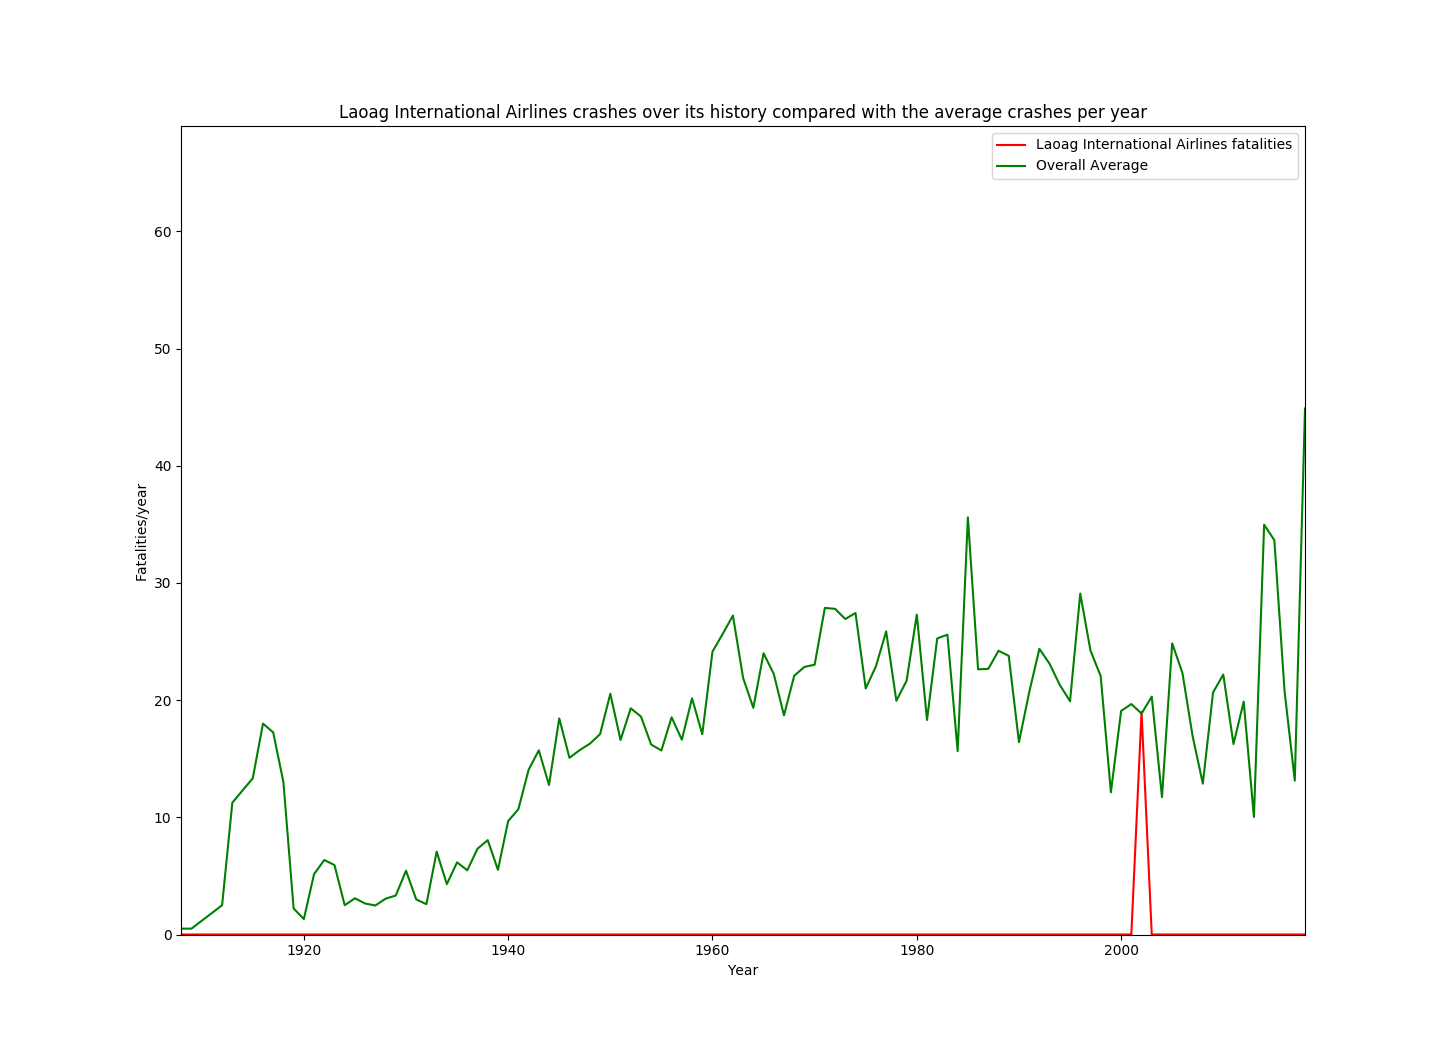 Laoag International Airlines crashes over its history compared with the average crashes per year
Laoag International Airlines fatalities
Overall Average
60
50
40
30
20
10
0
Fatalities/year
1920 1940 1960 1980 2000
Year